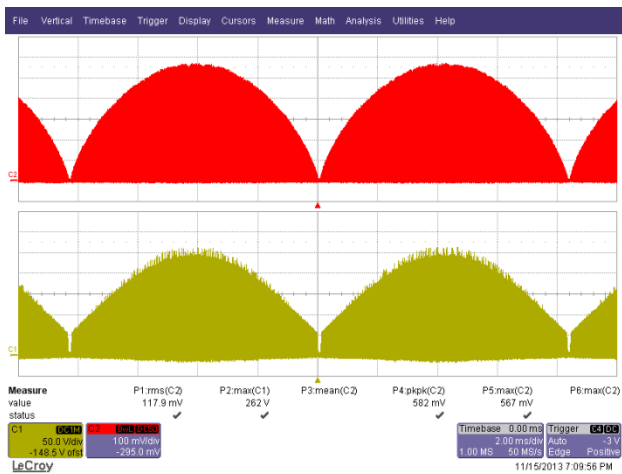 File Vertical Timebase Trigger Display Cursors Measure Math Analysis Utilities Help
C2
C1
Measure P1:rms(C2) P2:max(C1) P3:mean(C2) P4:pkpk(C2) P5:max(C2) P6:max(C2)
value 117.9 mV 262 V 582 mV 567 mV
status
C1 DC1M
50.0 V/div
-148.5 V ofst
C2
100 mV/div
-295.0 mV
Timebase 0.00 ms
2.00 ms/div
1.00 MS 50 MS/s
Trigger C4 DC
Auto -3 V
Edge Positive
LeCroy
11/15/2013 7:09:56 PM